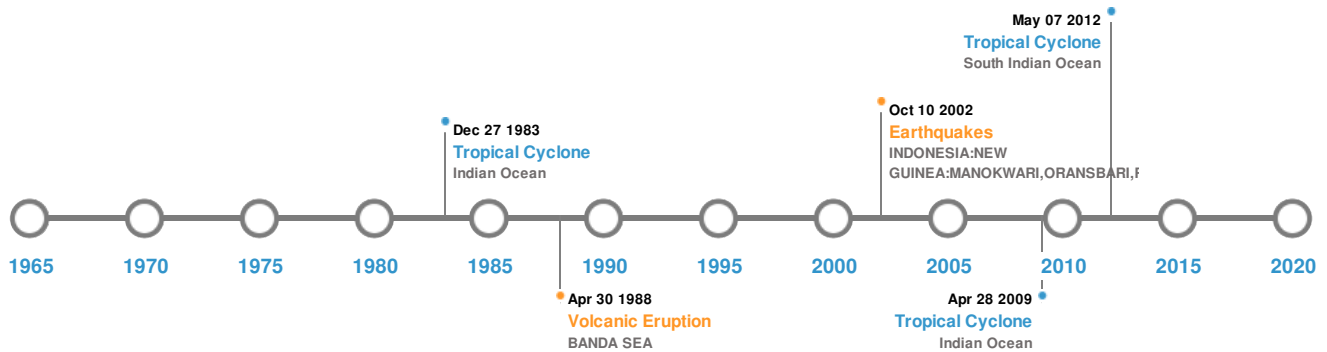 May 07 2012
Tropical Cyclone
South Indian Ocean
Oct 10 2002
Earthquakes
INDONESIA:NEW
GUINEA:MANOKWARI,ORANSBARI,
Dec 27 1983
Tropical Cyclone
Indian Ocean
1965 1970 1975 1980 1985 1990 1995 2000 2005 2010 2015 2020
Apr 30 1988
Volcanic Eruption
BANDA SEA
Apr 28 2009
Tropical Cyclone
Indian Ocean